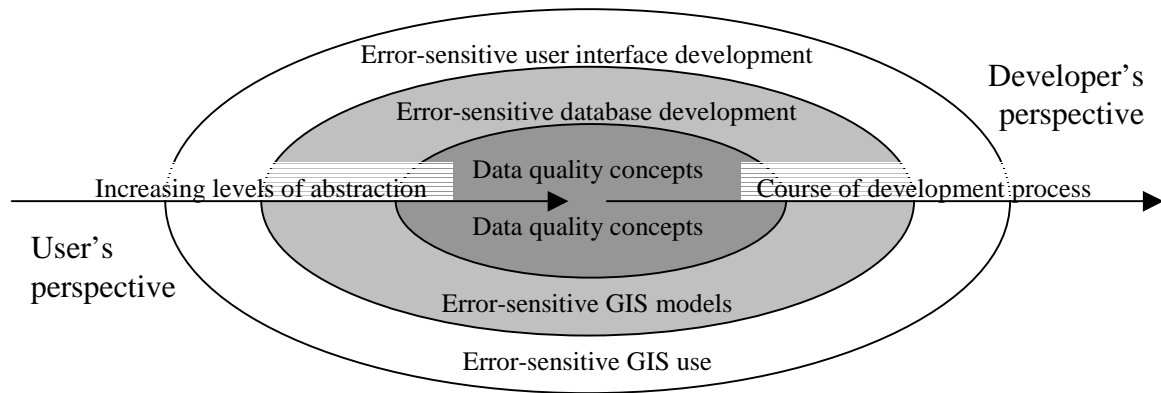 Error-sensitive user interface development
Developer’s
perspective
Error-sensitive database development
Data quality concepts
Increasing levels of abstraction
Course of development process
Data quality concepts
User’s
perspective
Error-sensitive GIS models
Error-sensitive GIS use